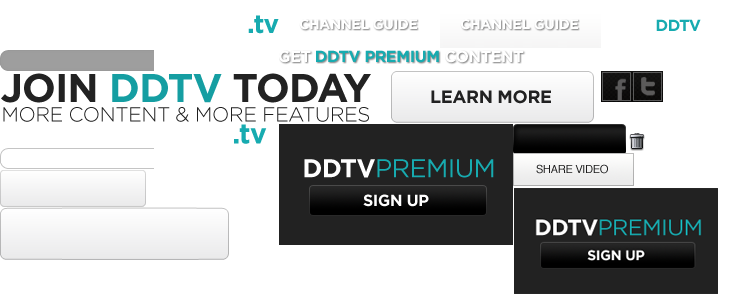 .tv
CHANNEL GUIDE
CHANNEL GUIDE
DDTV
GET DDTV PREMIUM CONTENT
JOIN DDTV TODAY
MORE CONTENT & MORE FEATURES
LEARN MORE
f t
.tv
DDTVPREMIUM
SIGN UP
SHARE VIDEO
DDTVPREMIUM
SIGN UP